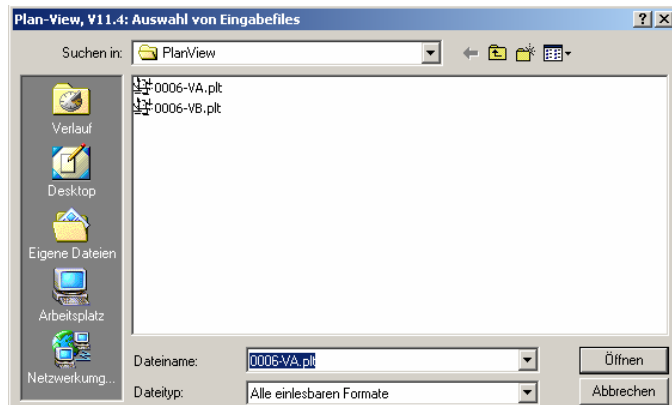 Plan-View, V11.4: Auswahl von Eingabefiles
Suchen in: PlanView
0006-VA.plt
0006-VB.plt
Verlauf
Desktop
Eigene Dateien
Arbeitsplatz
Netzwerkumg...
Dateiname: 0006-VA.plt Öffnen
Dateityp: Alle einlesbaren Formate Abbrechen